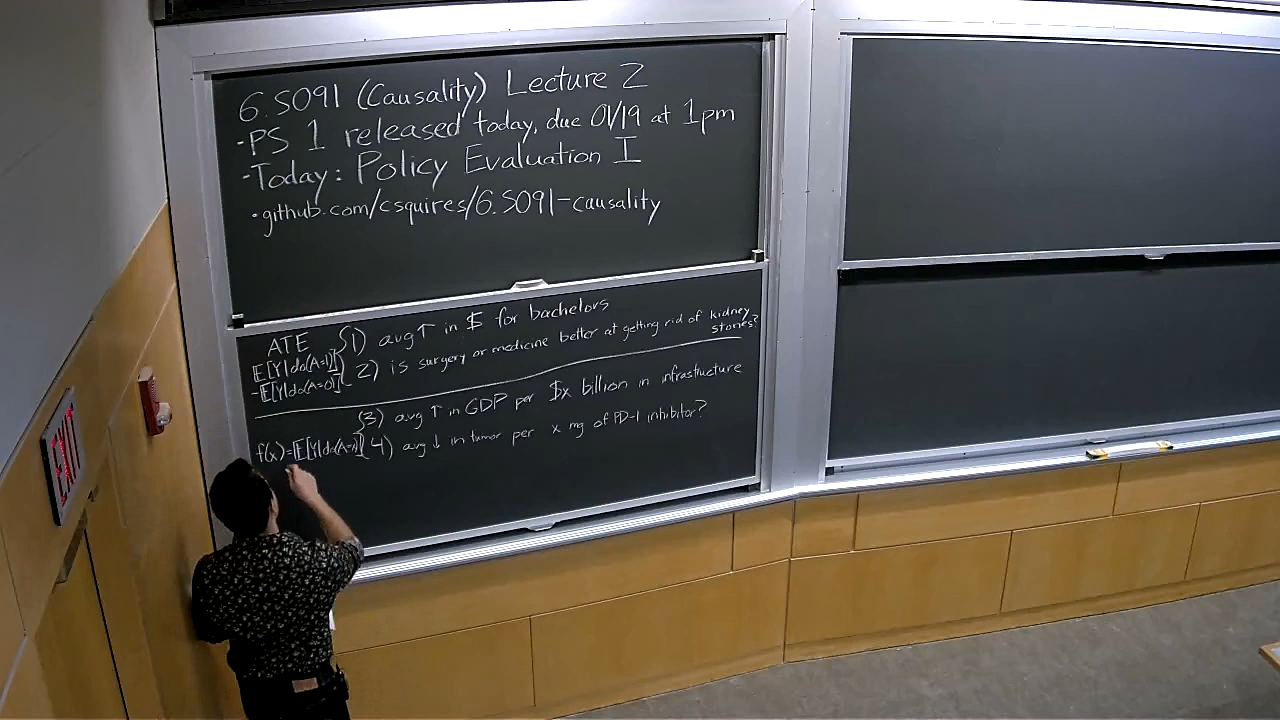 6.S091 (Causality) Lecture 2
-PS 1 released today, due 01/19 at 1pm
-Today: Policy Evaluation I
•github.com/csquires/6.S091-causality
ATE {1) avg↑ in $ for bachelors
E[Y|do(A=1)]
-E[Y|do(A=0)] 2) is surgery or medicine better at getting rid of kidney stones?
{3) avg ↑ in GDP per $x billion in infrastructure
f(x)=E[Y|do(A=x)] {4) avg ↓ in tumor per x mg of PD-1 inhibitor?
EXIT